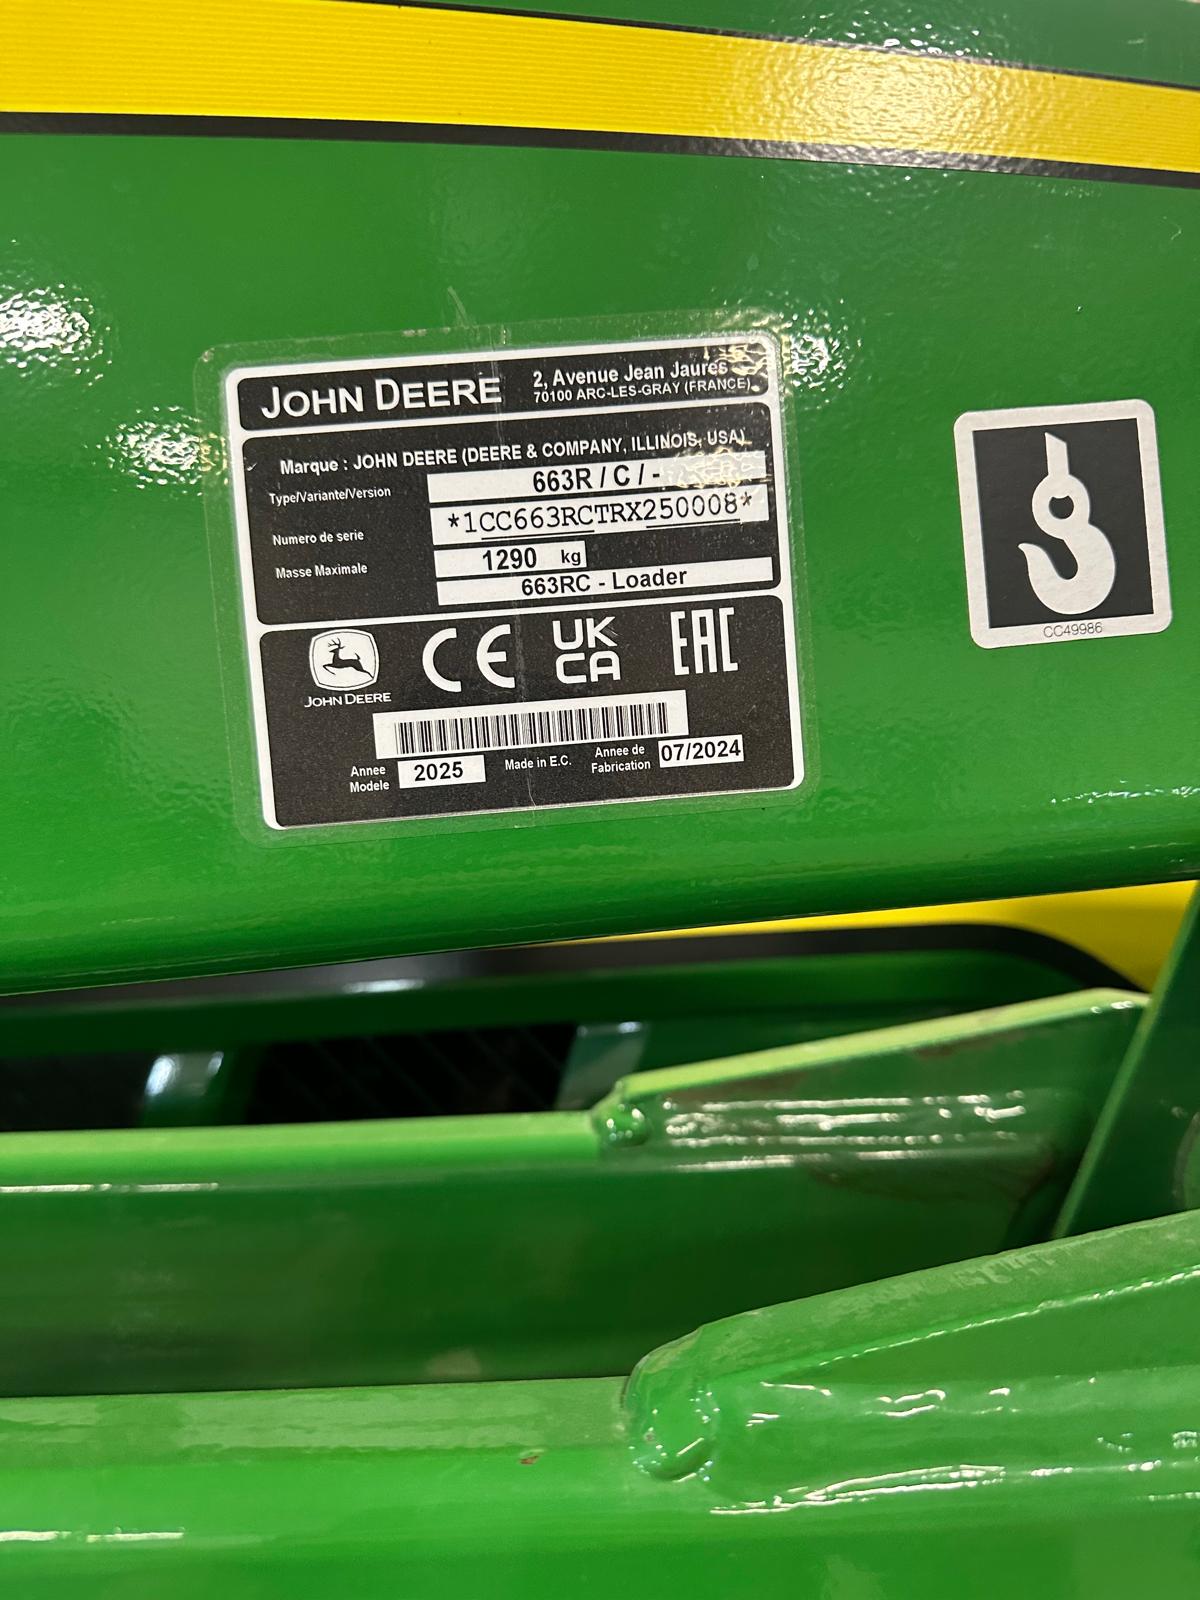 JOHN DEERE
2, Avenue Jean Jaurès
70100 ARC-LES-GRAY (FRANCE)
Marque : JOHN DEERE (DEERE & COMPANY, ILLINOIS, USA)
Type/Variante/Version 663R / C / -
Numero de serie *1CC663RCTRX250008*
Masse Maximale 1290 kg
663RC - Loader
JOHN DEERE CE UK CA EAC
Annee Modele 2025 Made in E.C. Annee de Fabrication 07/2024
CC49986